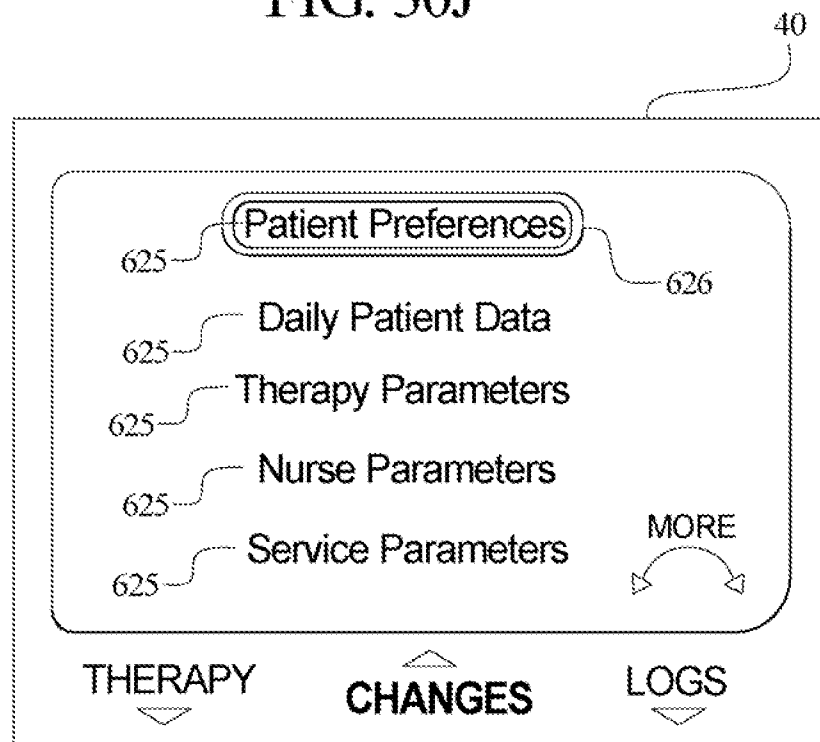 FIG. 30J
40
Patient Preferences
625
626
Daily Patient Data
625
Therapy Parameters
625
Nurse Parameters
625
MORE
Service Parameters
625
THERAPY
CHANGES
LOGS